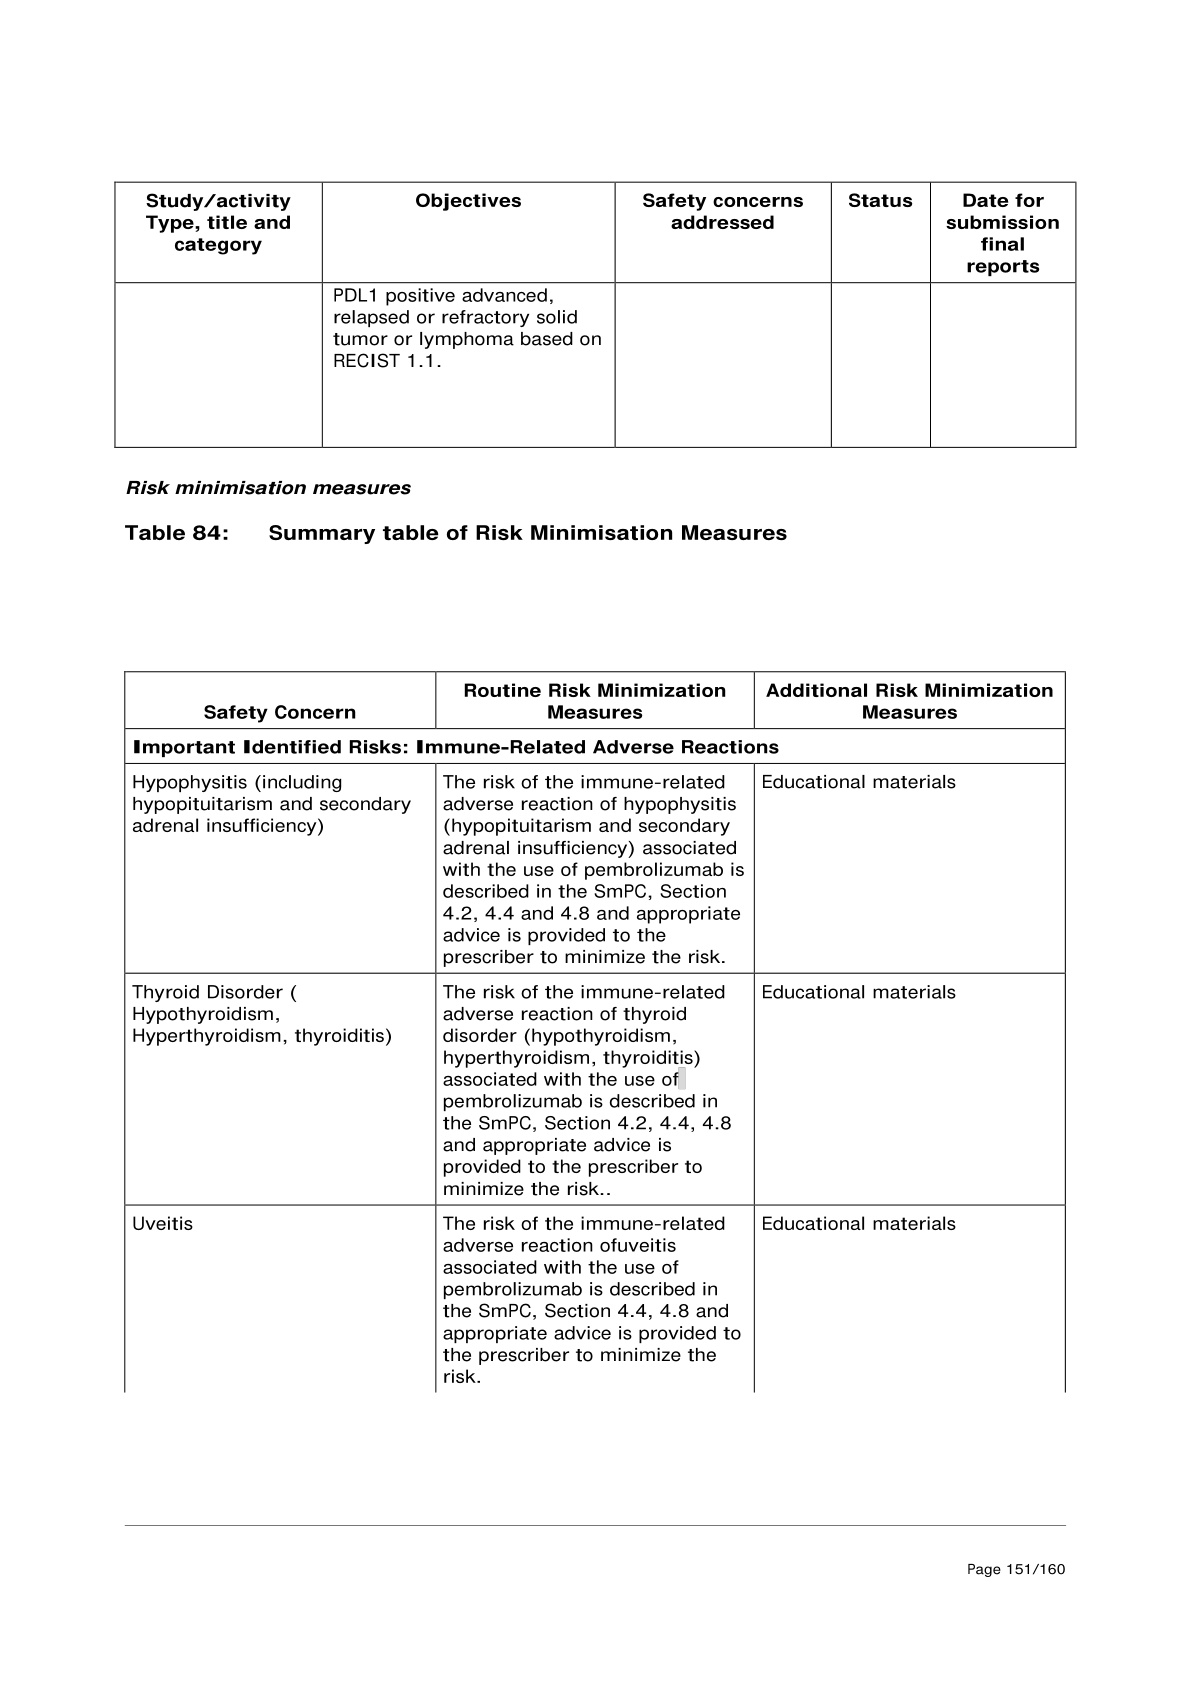 Study/activity
Type, title and
category
Objectives
Safety concerns
addressed
Status
Date for
submission
final
reports
PDL1 positive advanced,
relapsed or refractory solid
tumor or lymphoma based on
RECIST 1.1.
Risk minimisation measures
Table 84: Summary table of Risk Minimisation Measures
Safety Concern
Routine Risk Minimization
Measures
Additional Risk Minimization
Measures
Important Identified Risks: Immune-Related Adverse Reactions
Hypophysitis (including
hypopituitarism and secondary
adrenal insufficiency)
The risk of the immune-related
adverse reaction of hypophysitis
(hypopituitarism and secondary
adrenal insufficiency) associated
with the use of pembrolizumab is
described in the SmPC, Section
4.2, 4.4 and 4.8 and appropriate
advice is provided to the
prescriber to minimize the risk.
Educational materials
Thyroid Disorder (
Hypothyroidism,
Hyperthyroidism, thyroiditis)
The risk of the immune-related
adverse reaction of thyroid
disorder (hypothyroidism,
hyperthyroidism, thyroiditis)
associated with the use of
pembrolizumab is described in
the SmPC, Section 4.2, 4.4, 4.8
and appropriate advice is
provided to the prescriber to
minimize the risk..
Educational materials
Uveitis
The risk of the immune-related
adverse reaction ofuveitis
associated with the use of
pembrolizumab is described in
the SmPC, Section 4.4, 4.8 and
appropriate advice is provided to
the prescriber to minimize the
risk.
Educational materials
Page 151/160